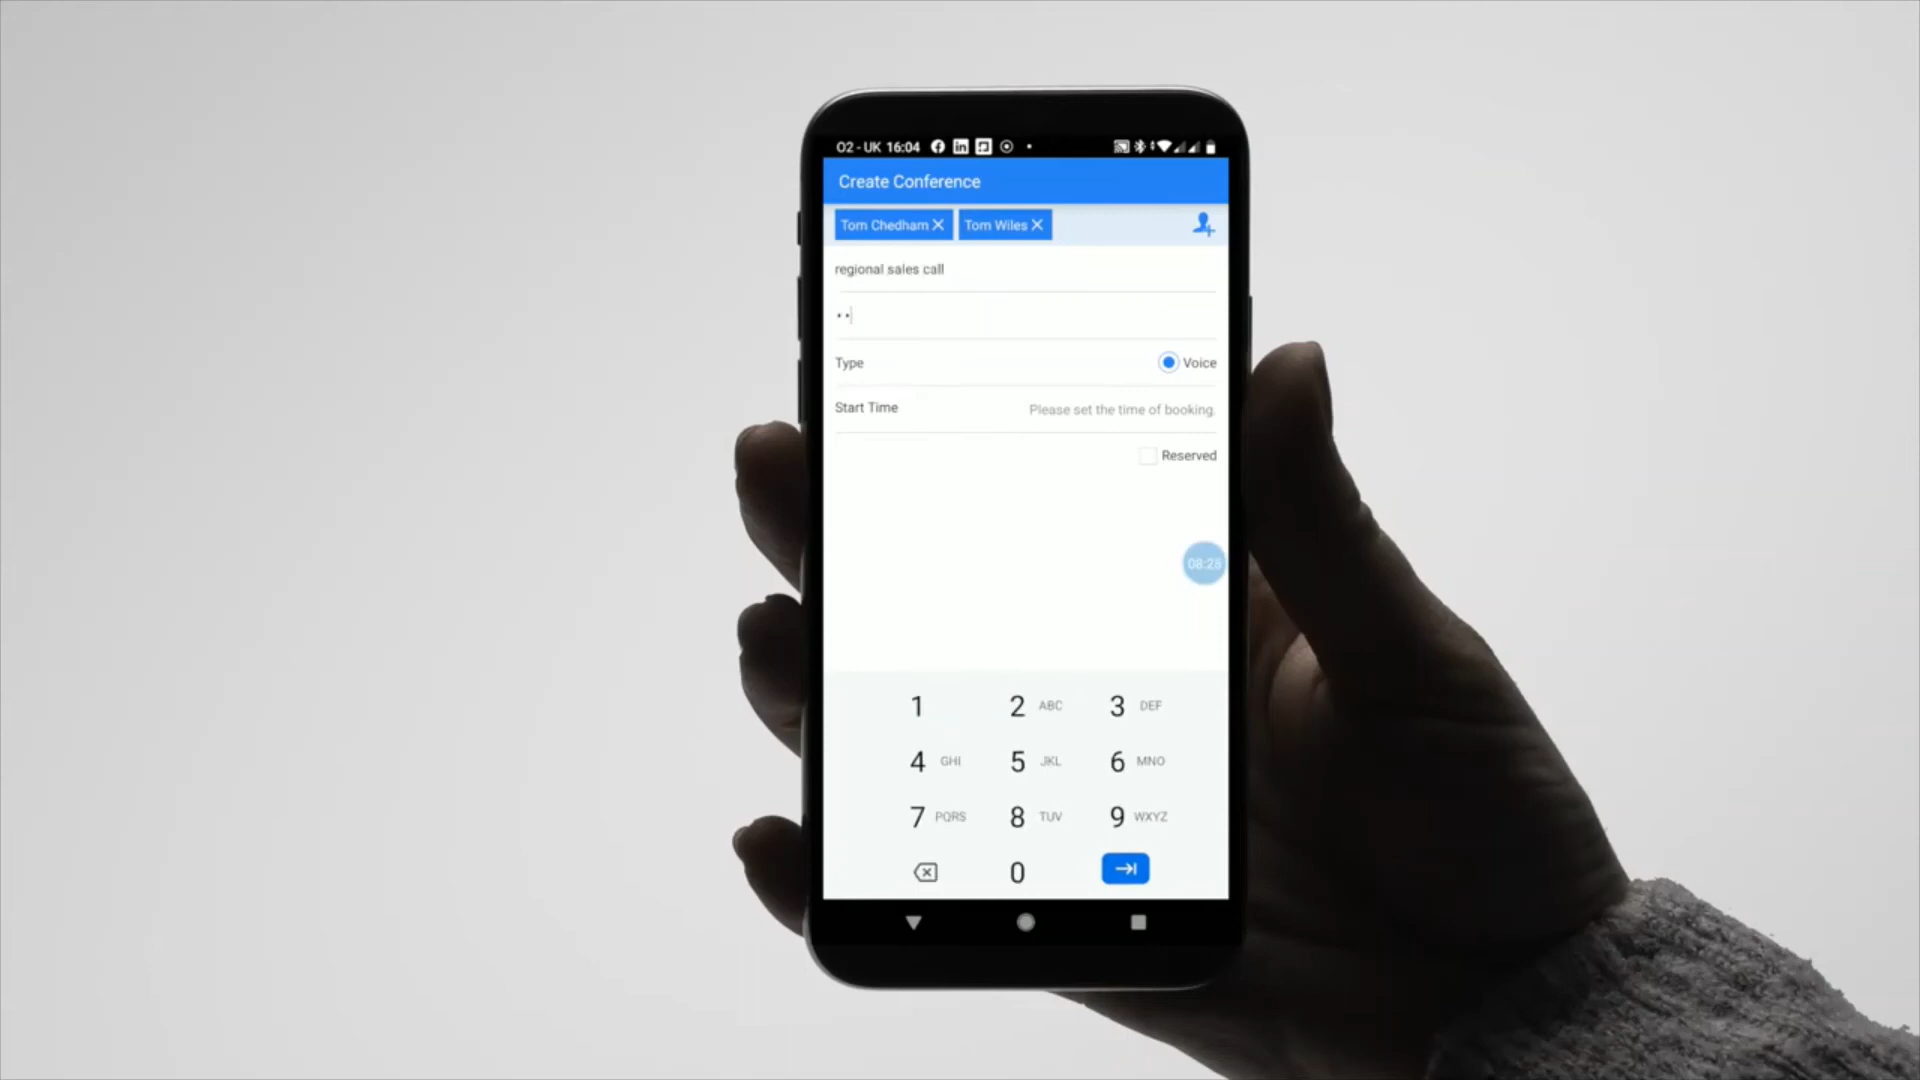 O2 - UK 16:04
Create Conference
Tom Chedham Tom Wiles
regional sales call
Type Voice
Start Time Please set the time of booking.
Reserved
08:28
1 2 ABC 3 DEF
4 GHI 5 JKL 6 MNO
7 PQRS 8 TUV 9 WXYZ
0